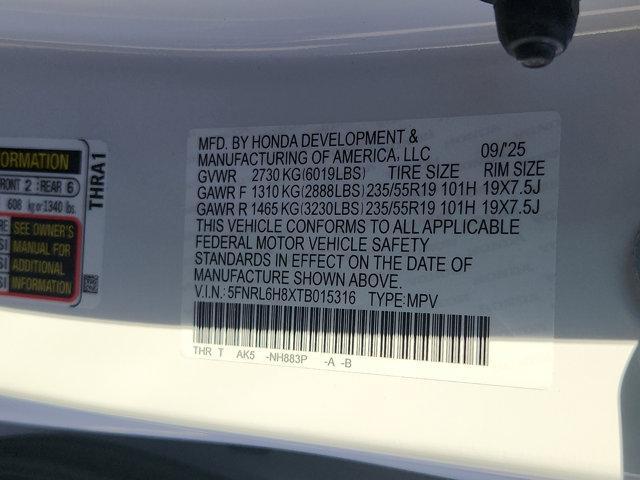 ORMATION
FRONT 2 : REAR 6
608 kg or 1340 lbs.
SEE OWNER'S
MANUAL FOR
ADDITIONAL
INFORMATION
THRA1
MFD. BY HONDA DEVELOPMENT &
MANUFACTURING OF AMERICA, LLC 09/'25
GVWR 2730 KG(6019LBS) TIRE SIZE RIM SIZE
GAWR F 1310 KG(2888LBS) 235/55R19 101H 19X7.5J
GAWR R 1465 KG(3230LBS) 235/55R19 101H 19X7.5J
THIS VEHICLE CONFORMS TO ALL APPLICABLE
FEDERAL MOTOR VEHICLE SAFETY
STANDARDS IN EFFECT ON THE DATE OF
MANUFACTURE SHOWN ABOVE.
V.I.N.: 5FNRL6H8XTB015316 TYPE:MPV
THR T AK5 -NH883P -A -B